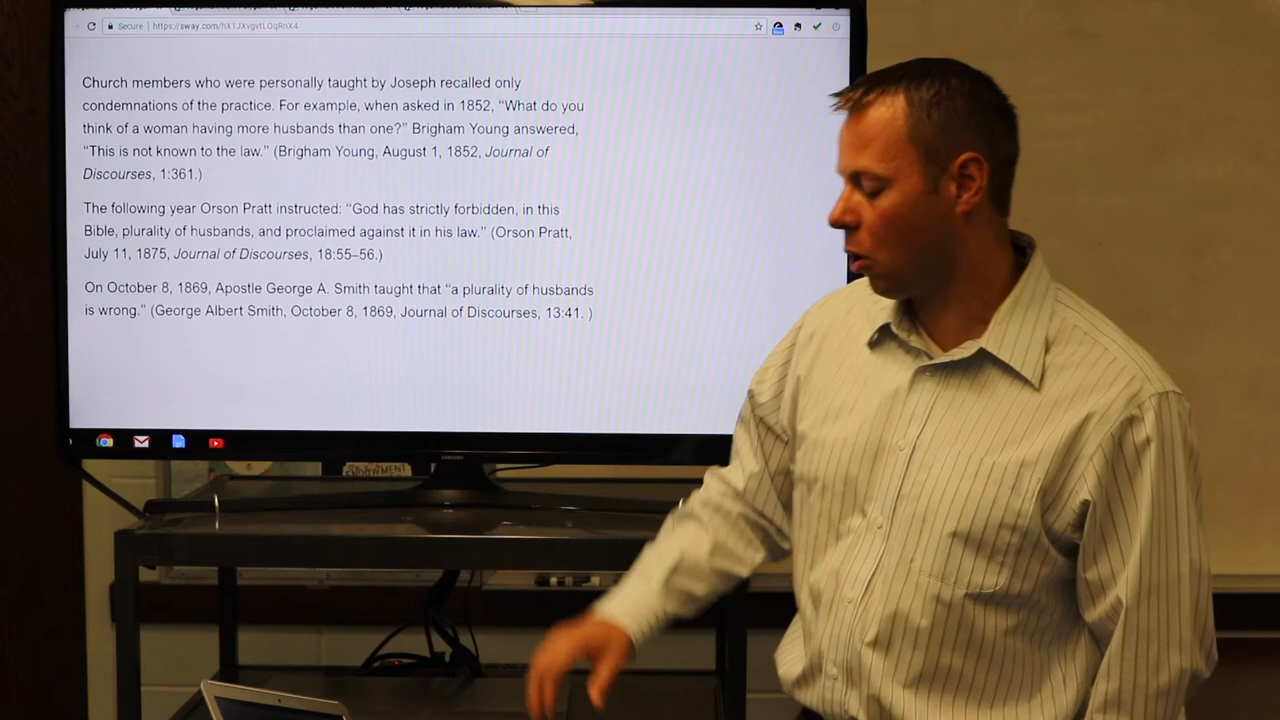 Secure | https://sway.com/hX1JXvgvtLOqRnX4
Church members who were personally taught by Joseph recalled only
condemnations of the practice. For example, when asked in 1852, “What do you
think of a woman having more husbands than one?” Brigham Young answered,
“This is not known to the law.” (Brigham Young, August 1, 1852, Journal of
Discourses, 1:361.)
The following year Orson Pratt instructed: “God has strictly forbidden, in this
Bible, plurality of husbands, and proclaimed against it in his law.” (Orson Pratt,
July 11, 1875, Journal of Discourses, 18:55–56.)
On October 8, 1869, Apostle George A. Smith taught that “a plurality of husbands
is wrong.” (George Albert Smith, October 8, 1869, Journal of Discourses, 13:41. )
SAMSUNG